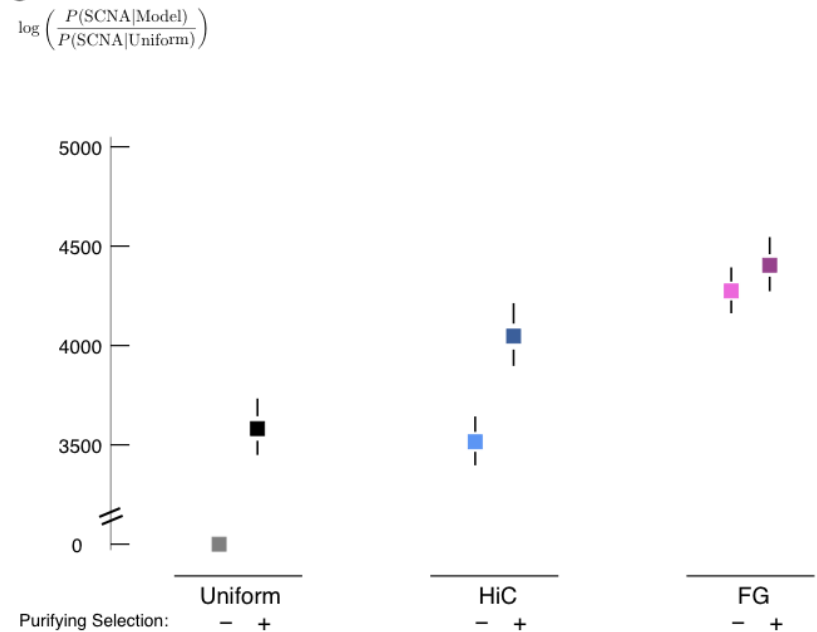 log ( P(SCNA|Model) / P(SCNA|Uniform) )
5000
4500
4000
3500
0
Uniform HiC FG
Purifying Selection: − + − + − +